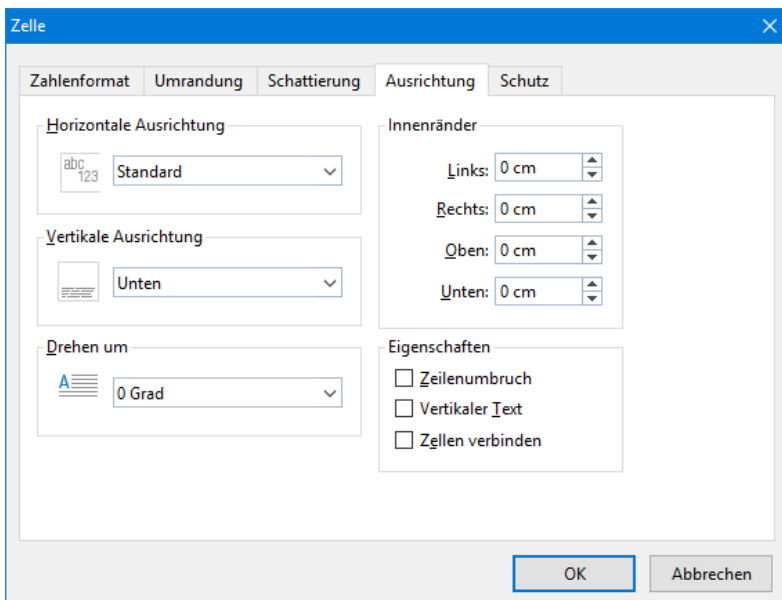 Zelle
Zahlenformat Umrandung Schattierung Ausrichtung Schutz
Horizontale Ausrichtung
abc
123
Standard
Vertikale Ausrichtung
Unten
Drehen um
A
0 Grad
Innenränder
Links: 0 cm
Rechts: 0 cm
Oben: 0 cm
Unten: 0 cm
Eigenschaften
Zeilenumbruch
Vertikaler Text
Zellen verbinden
OK Abbrechen